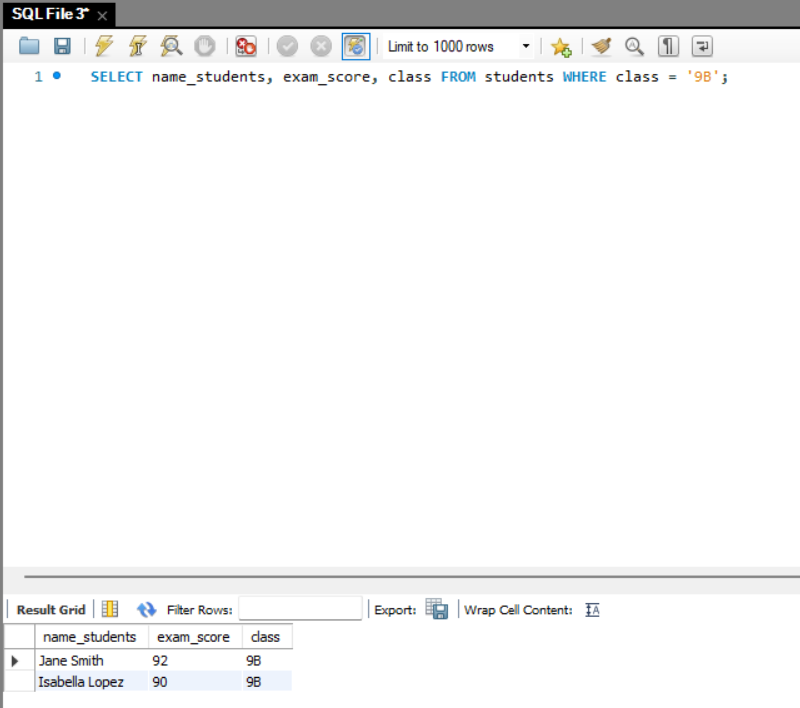 SQL File 3*
Limit to 1000 rows
1 SELECT name_students, exam_score, class FROM students WHERE class = '9B';
Result Grid Filter Rows: Export: Wrap Cell Content: IA
name_students exam_score class
Jane Smith 92 9B
Isabella Lopez 90 9B